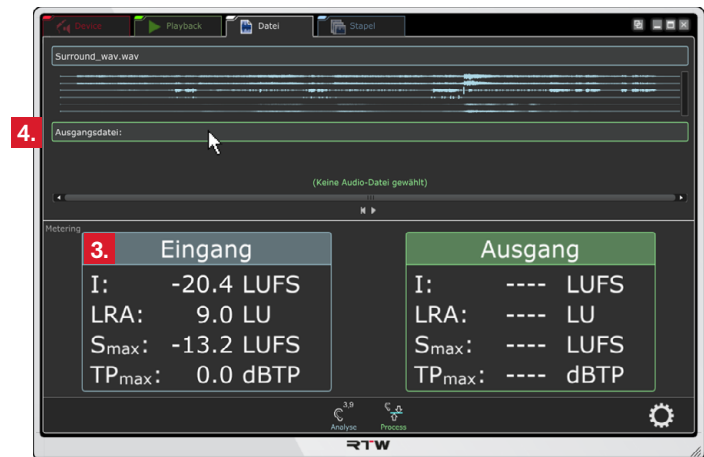 Device Playback Datei Stapel
Surround_wav.wav
4.
Ausgangsdatei:
(Keine Audio-Datei gewählt)
Metering
3. Eingang
I: -20.4 LUFS
LRA: 9.0 LU
Smax: -13.2 LUFS
TPmax: 0.0 dBTP
Ausgang
I: ---- LUFS
LRA: ---- LU
Smax: ---- LUFS
TPmax: ---- dBTP
3,9
Analyse Process
RTW